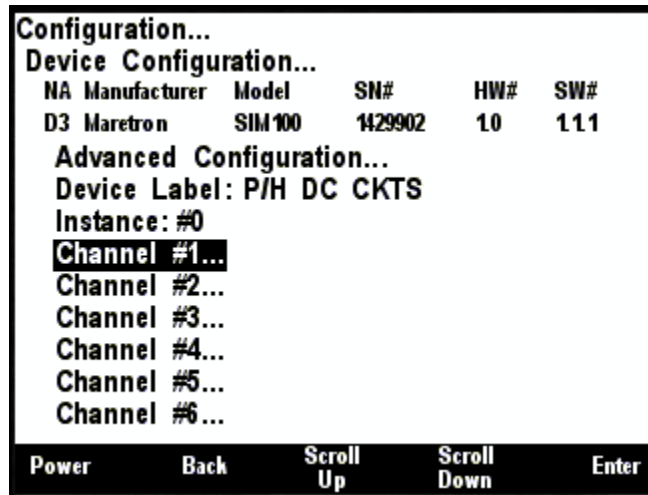 Configuration...
Device Configuration...
NA Manufacturer Model SN# HW# SW#
D3 Maretron SIM100 1429902 1.0 1.1.1
Advanced Configuration...
Device Label: P/H DC CKTS
Instance: #0
Channel #1...
Channel #2...
Channel #3...
Channel #4...
Channel #5...
Channel #6...
Power Back Scroll Up Scroll Down Enter